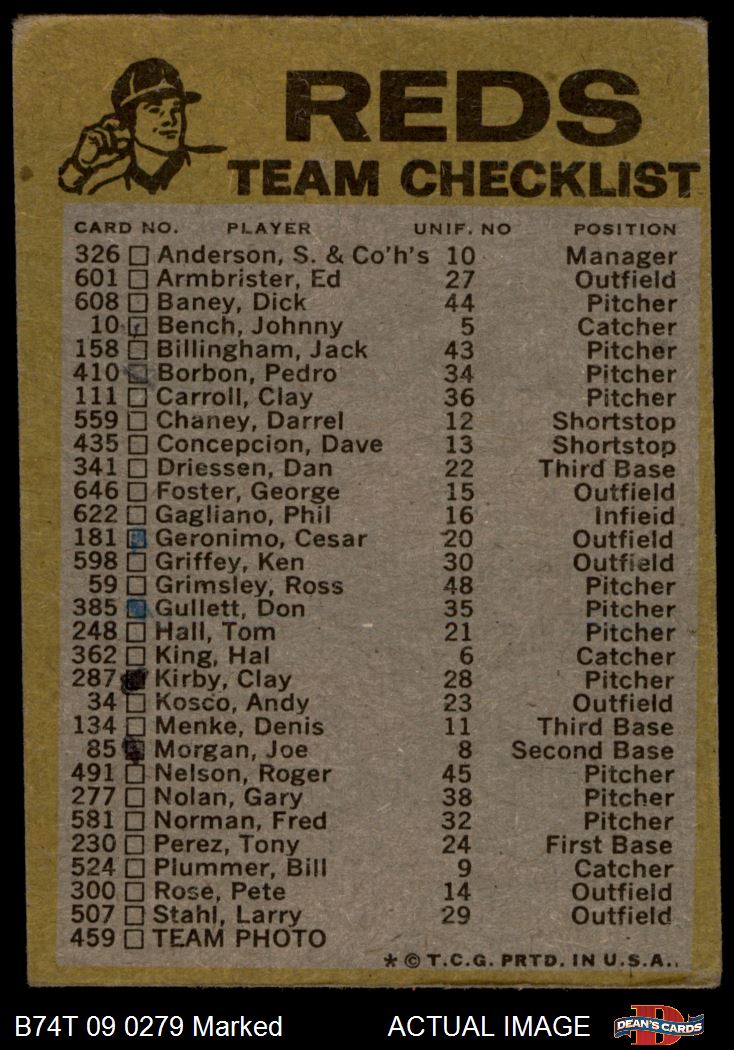 REDS
TEAM CHECKLIST
CARD NO. PLAYER UNIF. NO POSITION
326 Anderson, S. & Co'h's 10 Manager
601 Armbrister, Ed 27 Outfield
608 Baney, Dick 44 Pitcher
10 Bench, Johnny 5 Catcher
158 Billingham, Jack 43 Pitcher
410 Borbon, Pedro 34 Pitcher
111 Carroll, Clay 36 Pitcher
559 Chaney, Darrel 12 Shortstop
435 Concepcion, Dave 13 Shortstop
341 Driessen, Dan 22 Third Base
646 Foster, George 15 Outfield
622 Gagliano, Phil 16 Infieid
181 Geronimo, Cesar 20 Outfield
598 Griffey, Ken 30 Outfield
59 Grimsley, Ross 48 Pitcher
385 Gullett, Don 35 Pitcher
248 Hall, Tom 21 Pitcher
362 King, Hal 6 Catcher
287 Kirby, Clay 28 Pitcher
34 Kosco, Andy 23 Outfield
134 Menke, Denis 11 Third Base
85 Morgan, Joe 8 Second Base
491 Nelson, Roger 45 Pitcher
277 Nolan, Gary 38 Pitcher
581 Norman, Fred 32 Pitcher
230 Perez, Tony 24 First Base
524 Plummer, Bill 9 Catcher
300 Rose, Pete 14 Outfield
507 Stahl, Larry 29 Outfield
459 TEAM PHOTO
* © T.C.G. PRTD. IN U.S.A..
B74T 09 0279 Marked ACTUAL IMAGE DEAN'S CARDS